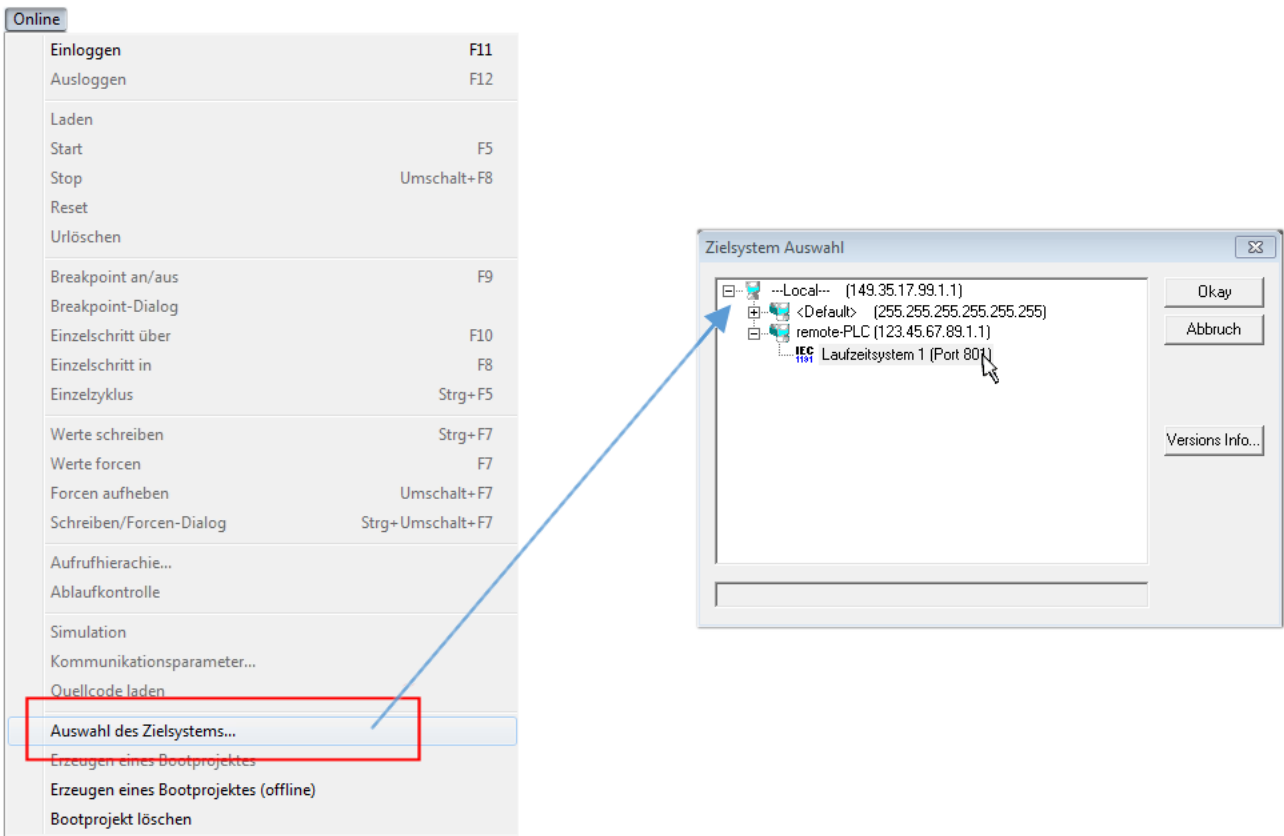 Online
Einloggen F11
Ausloggen F12
Laden
Start F5
Stop Umschalt+F8
Reset
Urlöschen
Breakpoint an/aus F9
Breakpoint-Dialog
Einzelschritt über F10
Einzelschritt in F8
Einzelzyklus Strg+F5
Werte schreiben Strg+F7
Werte forcen F7
Forcen aufheben Umschalt+F7
Schreiben/Forcen-Dialog Strg+Umschalt+F7
Aufrufhierachie...
Ablaufkontrolle
Simulation
Kommunikationsparameter...
Quellcode laden
Auswahl des Zielsystems...
Erzeugen eines Bootprojektes
Erzeugen eines Bootprojektes (offline)
Bootprojekt löschen
Zielsystem Auswahl
---Local--- (149.35.17.99.1.1)
<Default> (255.255.255.255.255.255)
remote-PLC (123.45.67.89.1.1)
IEC
1131
Laufzeitsystem 1 (Port 801)
Okay
Abbruch
Versions Info...